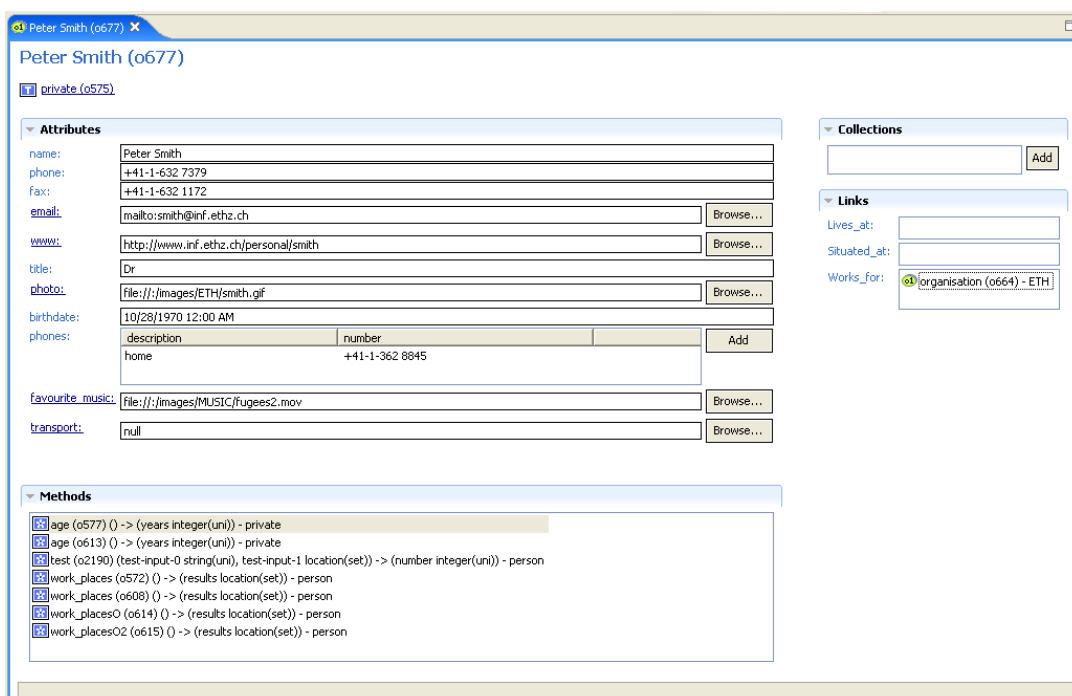 Peter Smith (o677)
Peter Smith (o677)
private (o575)
Attributes
name: Peter Smith
phone: +41-1-632 7379
fax: +41-1-632 1172
email: mailto:smith@inf.ethz.ch Browse...
www: http://www.inf.ethz.ch/personal/smith Browse...
title: Dr
photo: file://:/images/ETH/smith.gif Browse...
birthdate: 10/28/1970 12:00 AM
phones: description number Add
home +41-1-362 8845
favourite_music: file://:/images/MUSIC/fugees2.mov Browse...
transport: null Browse...
Methods
age (o577) () -> (years integer(uni)) - private
age (o613) () -> (years integer(uni)) - private
test (o2190) (test-input-0 string(uni), test-input-1 location(set)) -> (number integer(uni)) - person
work_places (o572) () -> (results location(set)) - person
work_places (o608) () -> (results location(set)) - person
work_placesO (o614) () -> (results location(set)) - person
work_placesO2 (o615) () -> (results location(set)) - person
Collections
Add
Links
Lives_at:
Situated_at:
Works_for: organisation (o664) - ETH